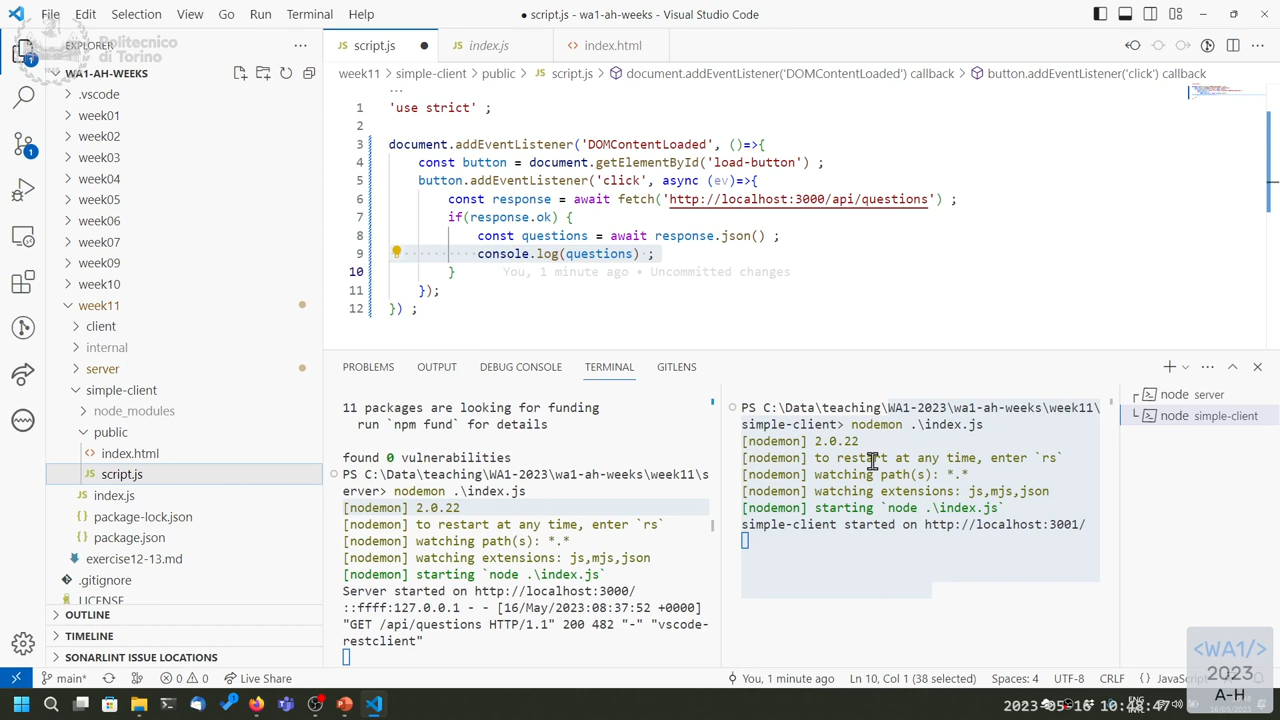 File Edit Selection View Go Run Terminal Help
● script.js - wa1-ah-weeks - Visual Studio Code
Politecnico
di Torino
EXPLORER
WA1-AH-WEEKS
.vscode
week01
week02
week03
week04
week05
week06
week07
week09
week10
week11
client
internal
server
simple-client
node_modules
public
index.html
JS script.js
JS index.js
package-lock.json
package.json
exercise12-13.md
.gitignore
LICENSE
OUTLINE
TIMELINE
SONARLINT ISSUE LOCATIONS
JS script.js ●
JS index.js
<> index.html
week11 > simple-client > public > JS script.js > document.addEventListener('DOMContentLoaded') callback > button.addEventListener('click') callback
1 'use strict' ;
2
3 document.addEventListener('DOMContentLoaded', ()=>{
4 const button = document.getElementById('load-button') ;
5 button.addEventListener('click', async (ev)=>{
6 const response = await fetch('http://localhost:3000/api/questions') ;
7 if(response.ok) {
8 const questions = await response.json() ;
9 console.log(questions) ;
10 } You, 1 minute ago • Uncommitted changes
11 });
12 }) ;
PROBLEMS OUTPUT DEBUG CONSOLE TERMINAL GITLENS
11 packages are looking for funding
run `npm fund` for details
found 0 vulnerabilities
PS C:\Data\teaching\WA1-2023\wa1-ah-weeks\week11\s
erver> nodemon .\index.js
[nodemon] 2.0.22
[nodemon] to restart at any time, enter `rs`
[nodemon] watching path(s): *.*
[nodemon] watching extensions: js,mjs,json
[nodemon] starting `node .\index.js`
Server started on http://localhost:3000/
::ffff:127.0.0.1 - - [16/May/2023:08:37:52 +0000]
"GET /api/questions HTTP/1.1" 200 482 "-" "vscode-
restclient"
PS C:\Data\teaching\WA1-2023\wa1-ah-weeks\week11\
simple-client> nodemon .\index.js
[nodemon] 2.0.22
[nodemon] to restart at any time, enter `rs`
[nodemon] watching path(s): *.*
[nodemon] watching extensions: js,mjs,json
[nodemon] starting `node .\index.js`
simple-client started on http://localhost:3001/
node server
node simple-client
<WA1/>
2023
A-H
main* 0 0 Live Share
You, 1 minute ago Ln 10, Col 1 (38 selected) Spaces: 4 UTF-8 CRLF
ENG
2023-05-16 10:48:47